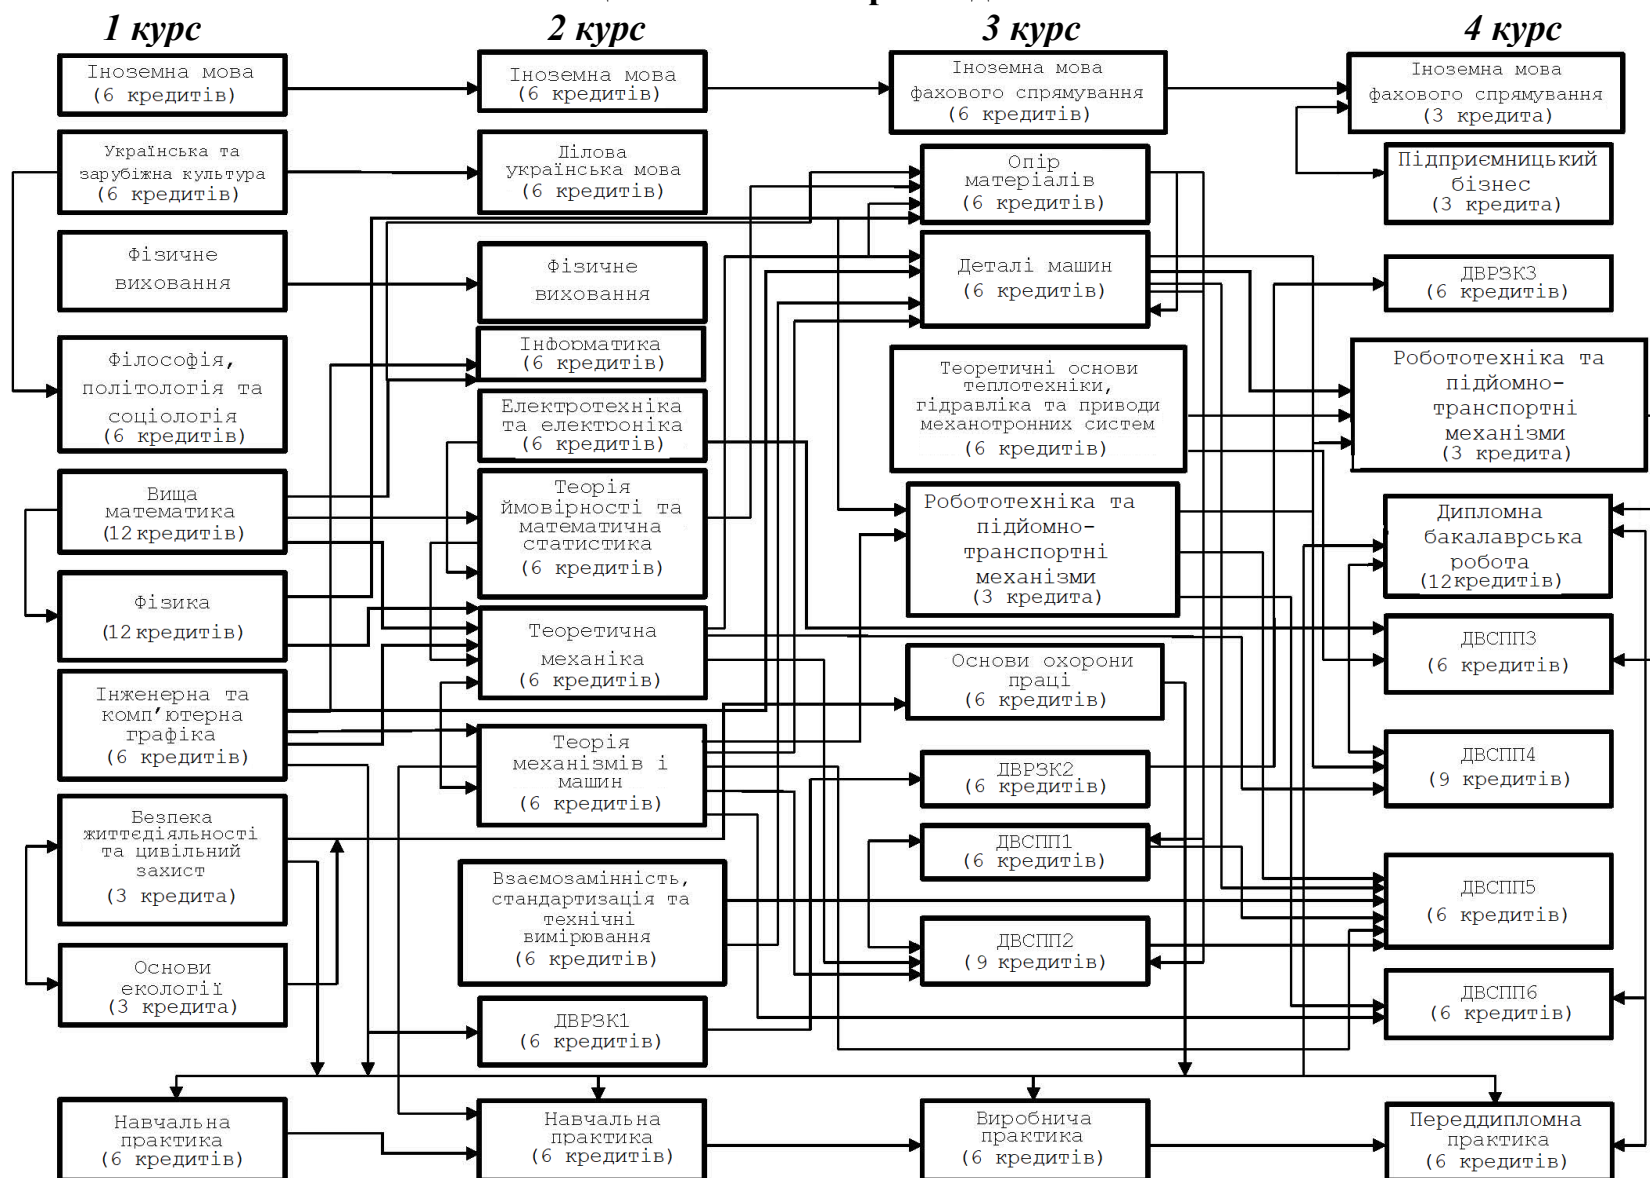 1 курс
2 курс
3 курс
4 курс
Іноземна мова
(6 кредитів)
Українська та
зарубіжна культура
(6 кредитів)
Фізичне
виховання
Філософія,
політологія та
соціологія
(6 кредитів)
Вища
математика
(12 кредитів)
Фізика
(12 кредитів)
Інженерна та
комп’ютерна
графіка
(6 кредитів)
Безпека
життєдіяльності
та цивільний
захист
(3 кредита)
Основи
екології
(3 кредита)
Навчальна
практика
(6 кредитів)
Іноземна мова
(6 кредитів)
Ділова
українська мова
(6 кредитів)
Фізичне
виховання
Інформатика
(6 кредитів)
Електротехніка
та електроніка
(6 кредитів)
Теорія
ймовірності та
математична
статистика
(6 кредитів)
Теоретична
механіка
(6 кредитів)
Теорія
механізмів і
машин
(6 кредитів)
Взаємозамінність,
стандартизація та
технічні
вимірювання
(6 кредитів)
ДВРЗК1
(6 кредитів)
Навчальна
практика
(6 кредитів)
Іноземна мова
фахового спрямування
(6 кредитів)
Опір
матеріалів
(6 кредитів)
Деталі машин
(6 кредитів)
Теоретичні основи
теплотехніки,
гідравліка та приводи
механотронних систем
(6 кредитів)
Робототехніка та
підйомно-
транспортні
механізми
(3 кредита)
Основи охорони
праці
(6 кредитів)
ДВРЗК2
(6 кредитів)
ДВСПП1
(6 кредитів)
ДВСПП2
(9 кредитів)
Виробнича
практика
(6 кредитів)
Іноземна мова
фахового спрямування
(3 кредита)
Підприємницький
бізнес
(3 кредита)
ДВРЗК3
(6 кредитів)
Робототехніка та
підйомно-
транспортні
механізми
(3 кредита)
Дипломна
бакалаврська
робота
(12кредитів)
ДВСПП3
(6 кредитів)
ДВСПП4
(9 кредитів)
ДВСПП5
(6 кредитів)
ДВСПП6
(6 кредитів)
Переддипломна
практика
(6 кредитів)